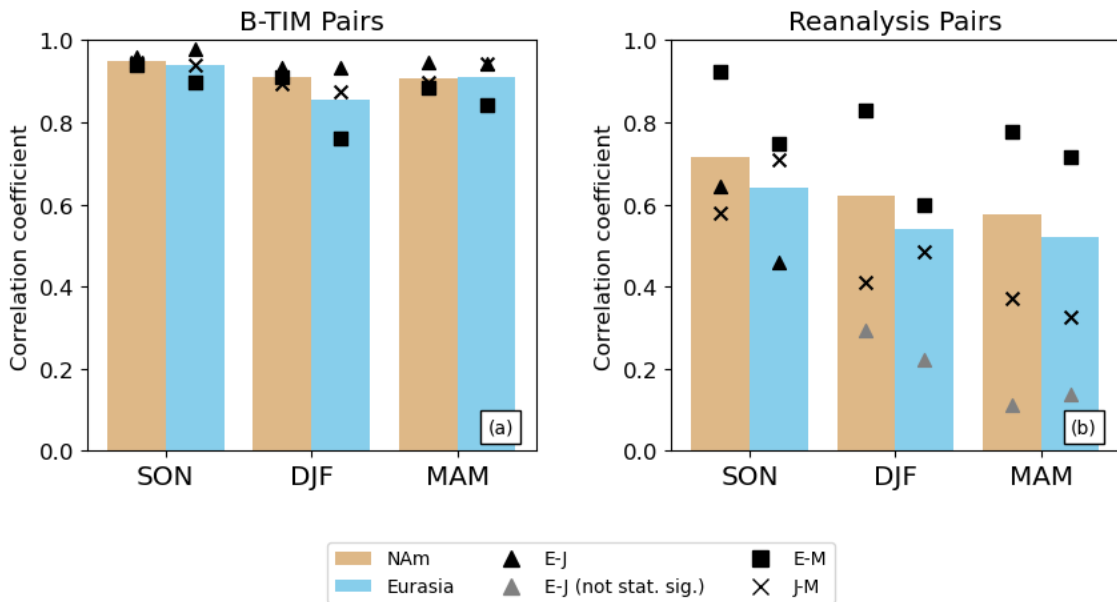 B-TIM Pairs
Reanalysis Pairs
Correlation coefficient
1.0
0.8
0.6
0.4
0.2
0.0
(a)
SON DJF MAM
Correlation coefficient
1.0
0.8
0.6
0.4
0.2
0.0
(b)
SON DJF MAM
NAm E-J E-M
Eurasia E-J (not stat. sig.) J-M